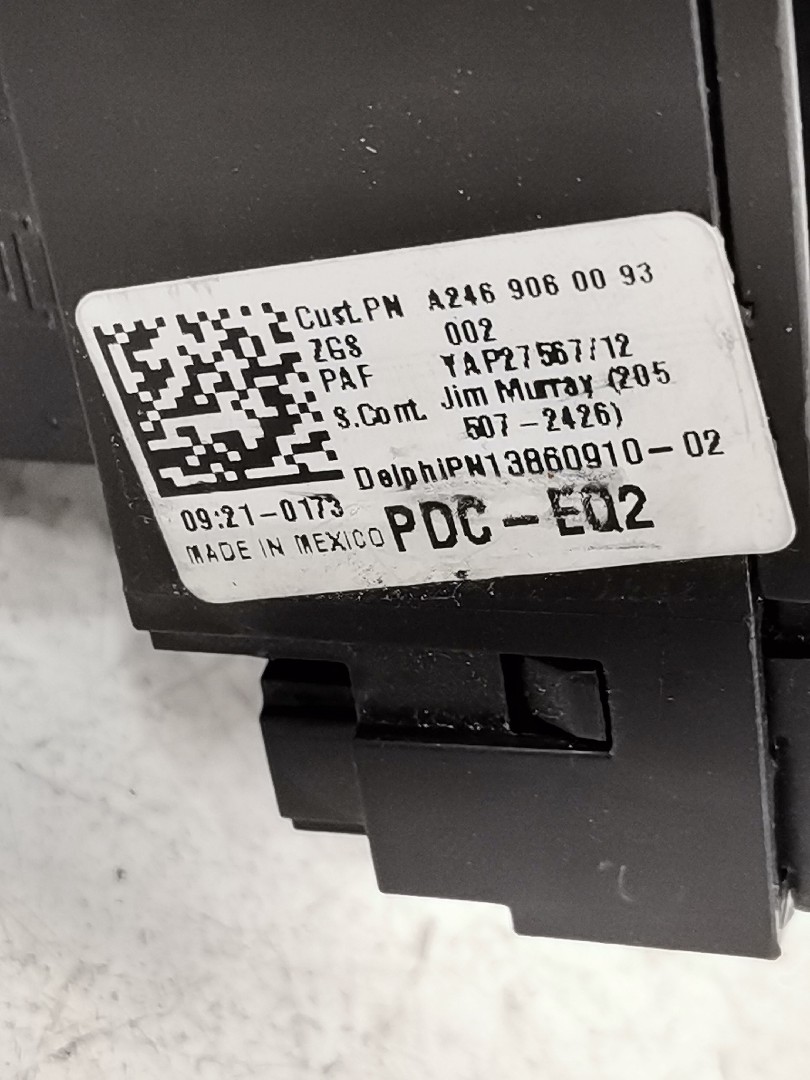 Cust.PN A246 906 00 93
ZGS 002
PAF YAP27567/12
S.Cont. Jim Murray (205
507-2426)
DelphiPN13860910-02
09:21-0173
MADE IN MEXICO PDC-EQ2